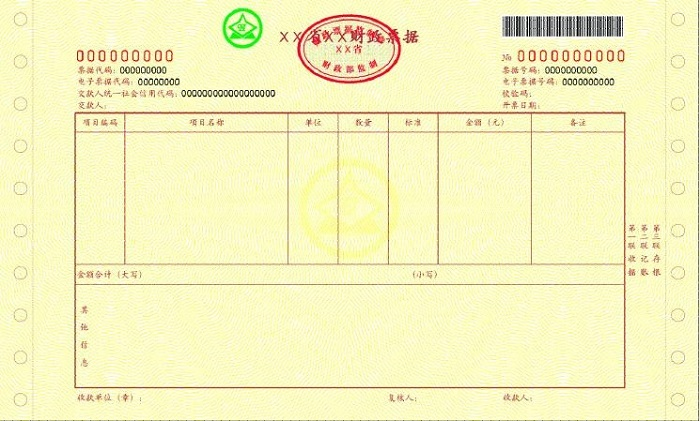 XX省XX财政票据
XX省
财政部监制
000000000
№ 0000000000
票据代码：000000000
票据号码：0000000000
电子票据代码：00000000
电子票据号码：0000000000
交款人统一社会信用代码：000000000000000000
校验码：
交款人：
开票日期：
项目编码 项目名称 单位 数量 标准 金额（元） 备注
金额合计（大写） （小写）
其他信息
第一联 收据
第二联 记账
第三联 存根
收款单位（章）： 复核人： 收款人：